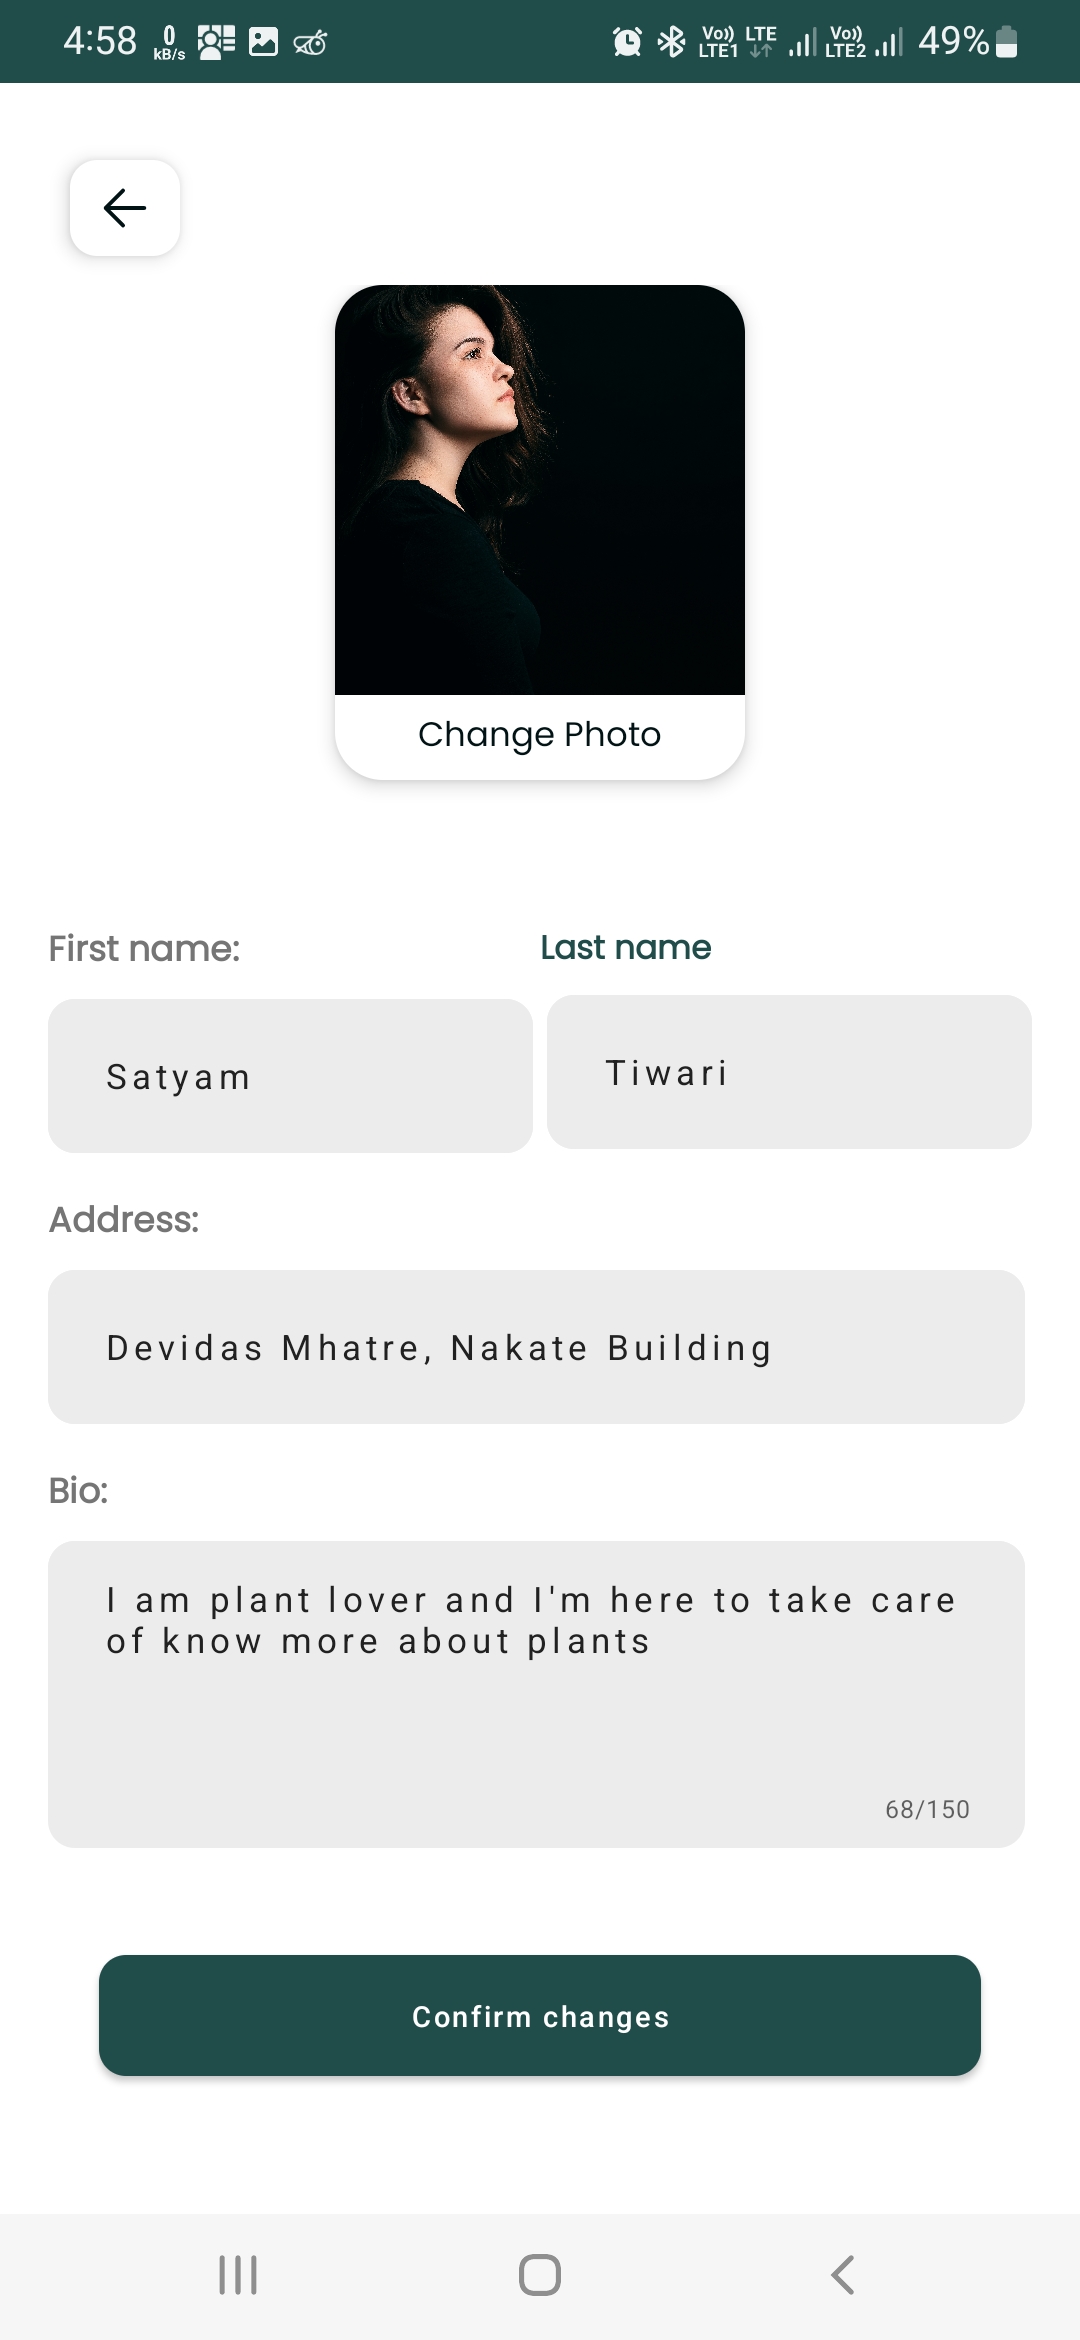 4:58 0 kB/s Vo)) LTE1 LTE Vo)) LTE2 49%
Change Photo
First name: Last name
Satyam Tiwari
Address:
Devidas Mhatre, Nakate Building
Bio:
I am plant lover and I'm here to take care
of know more about plants
68/150
Confirm changes